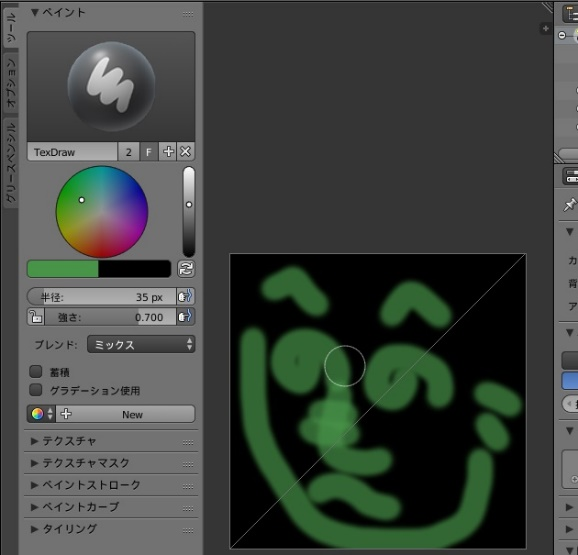 ツール
オプション
グリースペンシル
▼ペイント
TexDraw 2 F
半径: 35 px
強さ: 0.700
ブレンド: ミックス
蓄積
グラデーション使用
New
▶テクスチャ
▶テクスチャマスク
▶ペイントストローク
▶ペイントカーブ
▶タイリング
カ
背
ア